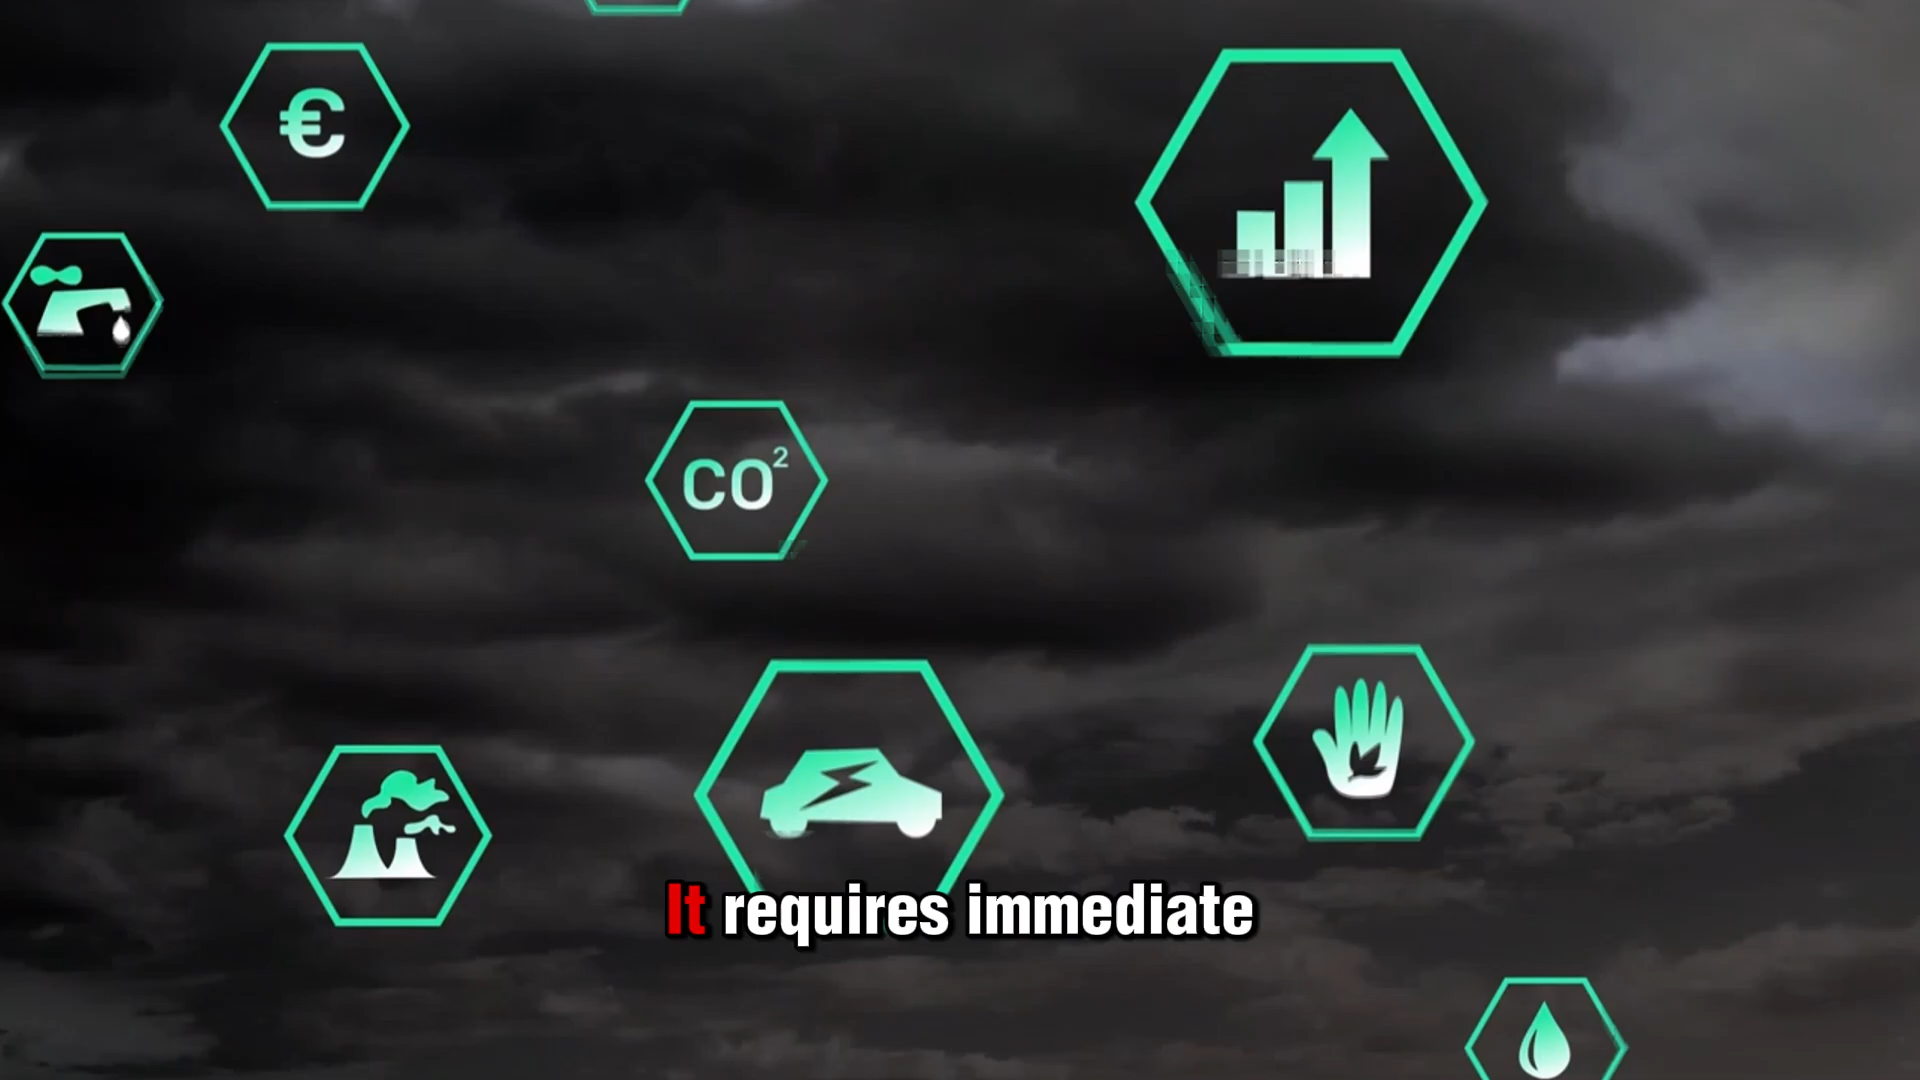 €
CO²
It requires immediate